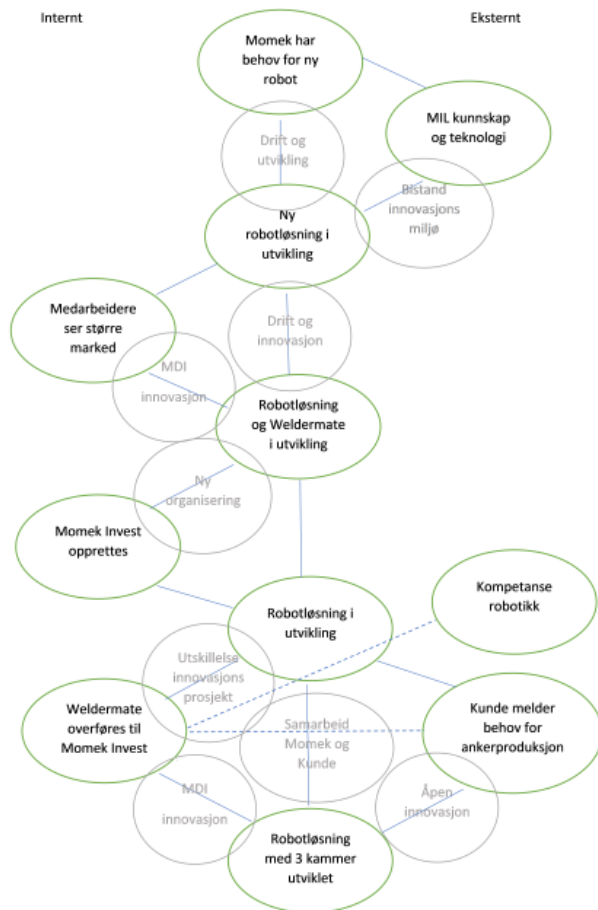 Internt
Eksternt
Momek har
behov for ny
robot
MIL kunnskap
og teknologi
Drift og
utvikling
Bistand
innovasjons
miljø
Ny
robotløsning i
utvikling
Medarbeidere
ser større
marked
Drift og
innovasjon
MDI
innovasjon
Robotløsning
og Weldermate
i utvikling
Ny
organisering
Momek Invest
opprettes
Kompetanse
robotikk
Robotløsning i
utvikling
Utskillelse
innovasjons
prosjekt
Weldermate
overføres til
Momek Invest
Samarbeid
Momek og
Kunde
Kunde melder
behov for
ankerproduksjon
MDI
innovasjon
Åpen
innovasjon
Robotløsning
med 3 kammer
utviklet